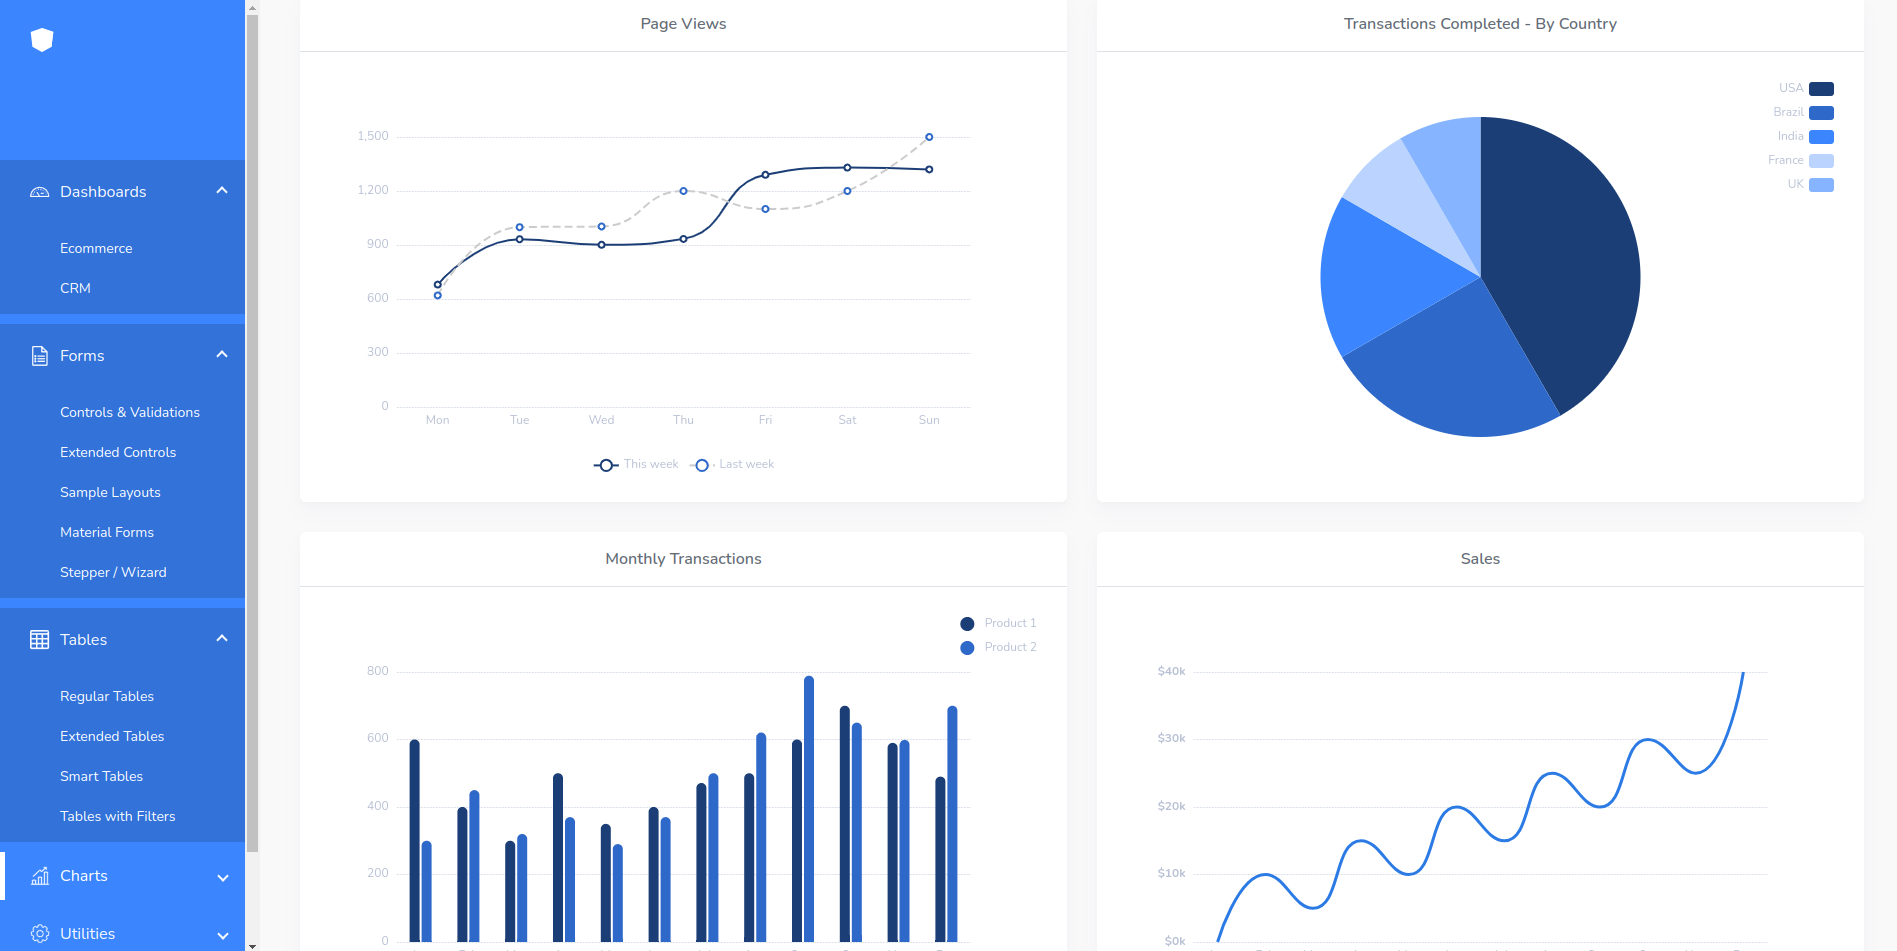 Dashboards
Ecommerce
CRM
Forms
Controls & Validations
Extended Controls
Sample Layouts
Material Forms
Stepper / Wizard
Tables
Regular Tables
Extended Tables
Smart Tables
Tables with Filters
Charts
Utilities
Page Views
1,500
1,200
900
600
300
0
Mon Tue Wed Thu Fri Sat Sun
This week Last week
Transactions Completed - By Country
USA
Brazil
India
France
UK
Monthly Transactions
Product 1
Product 2
800
600
400
200
0
Sales
$40k
$30k
$20k
$10k
$0k